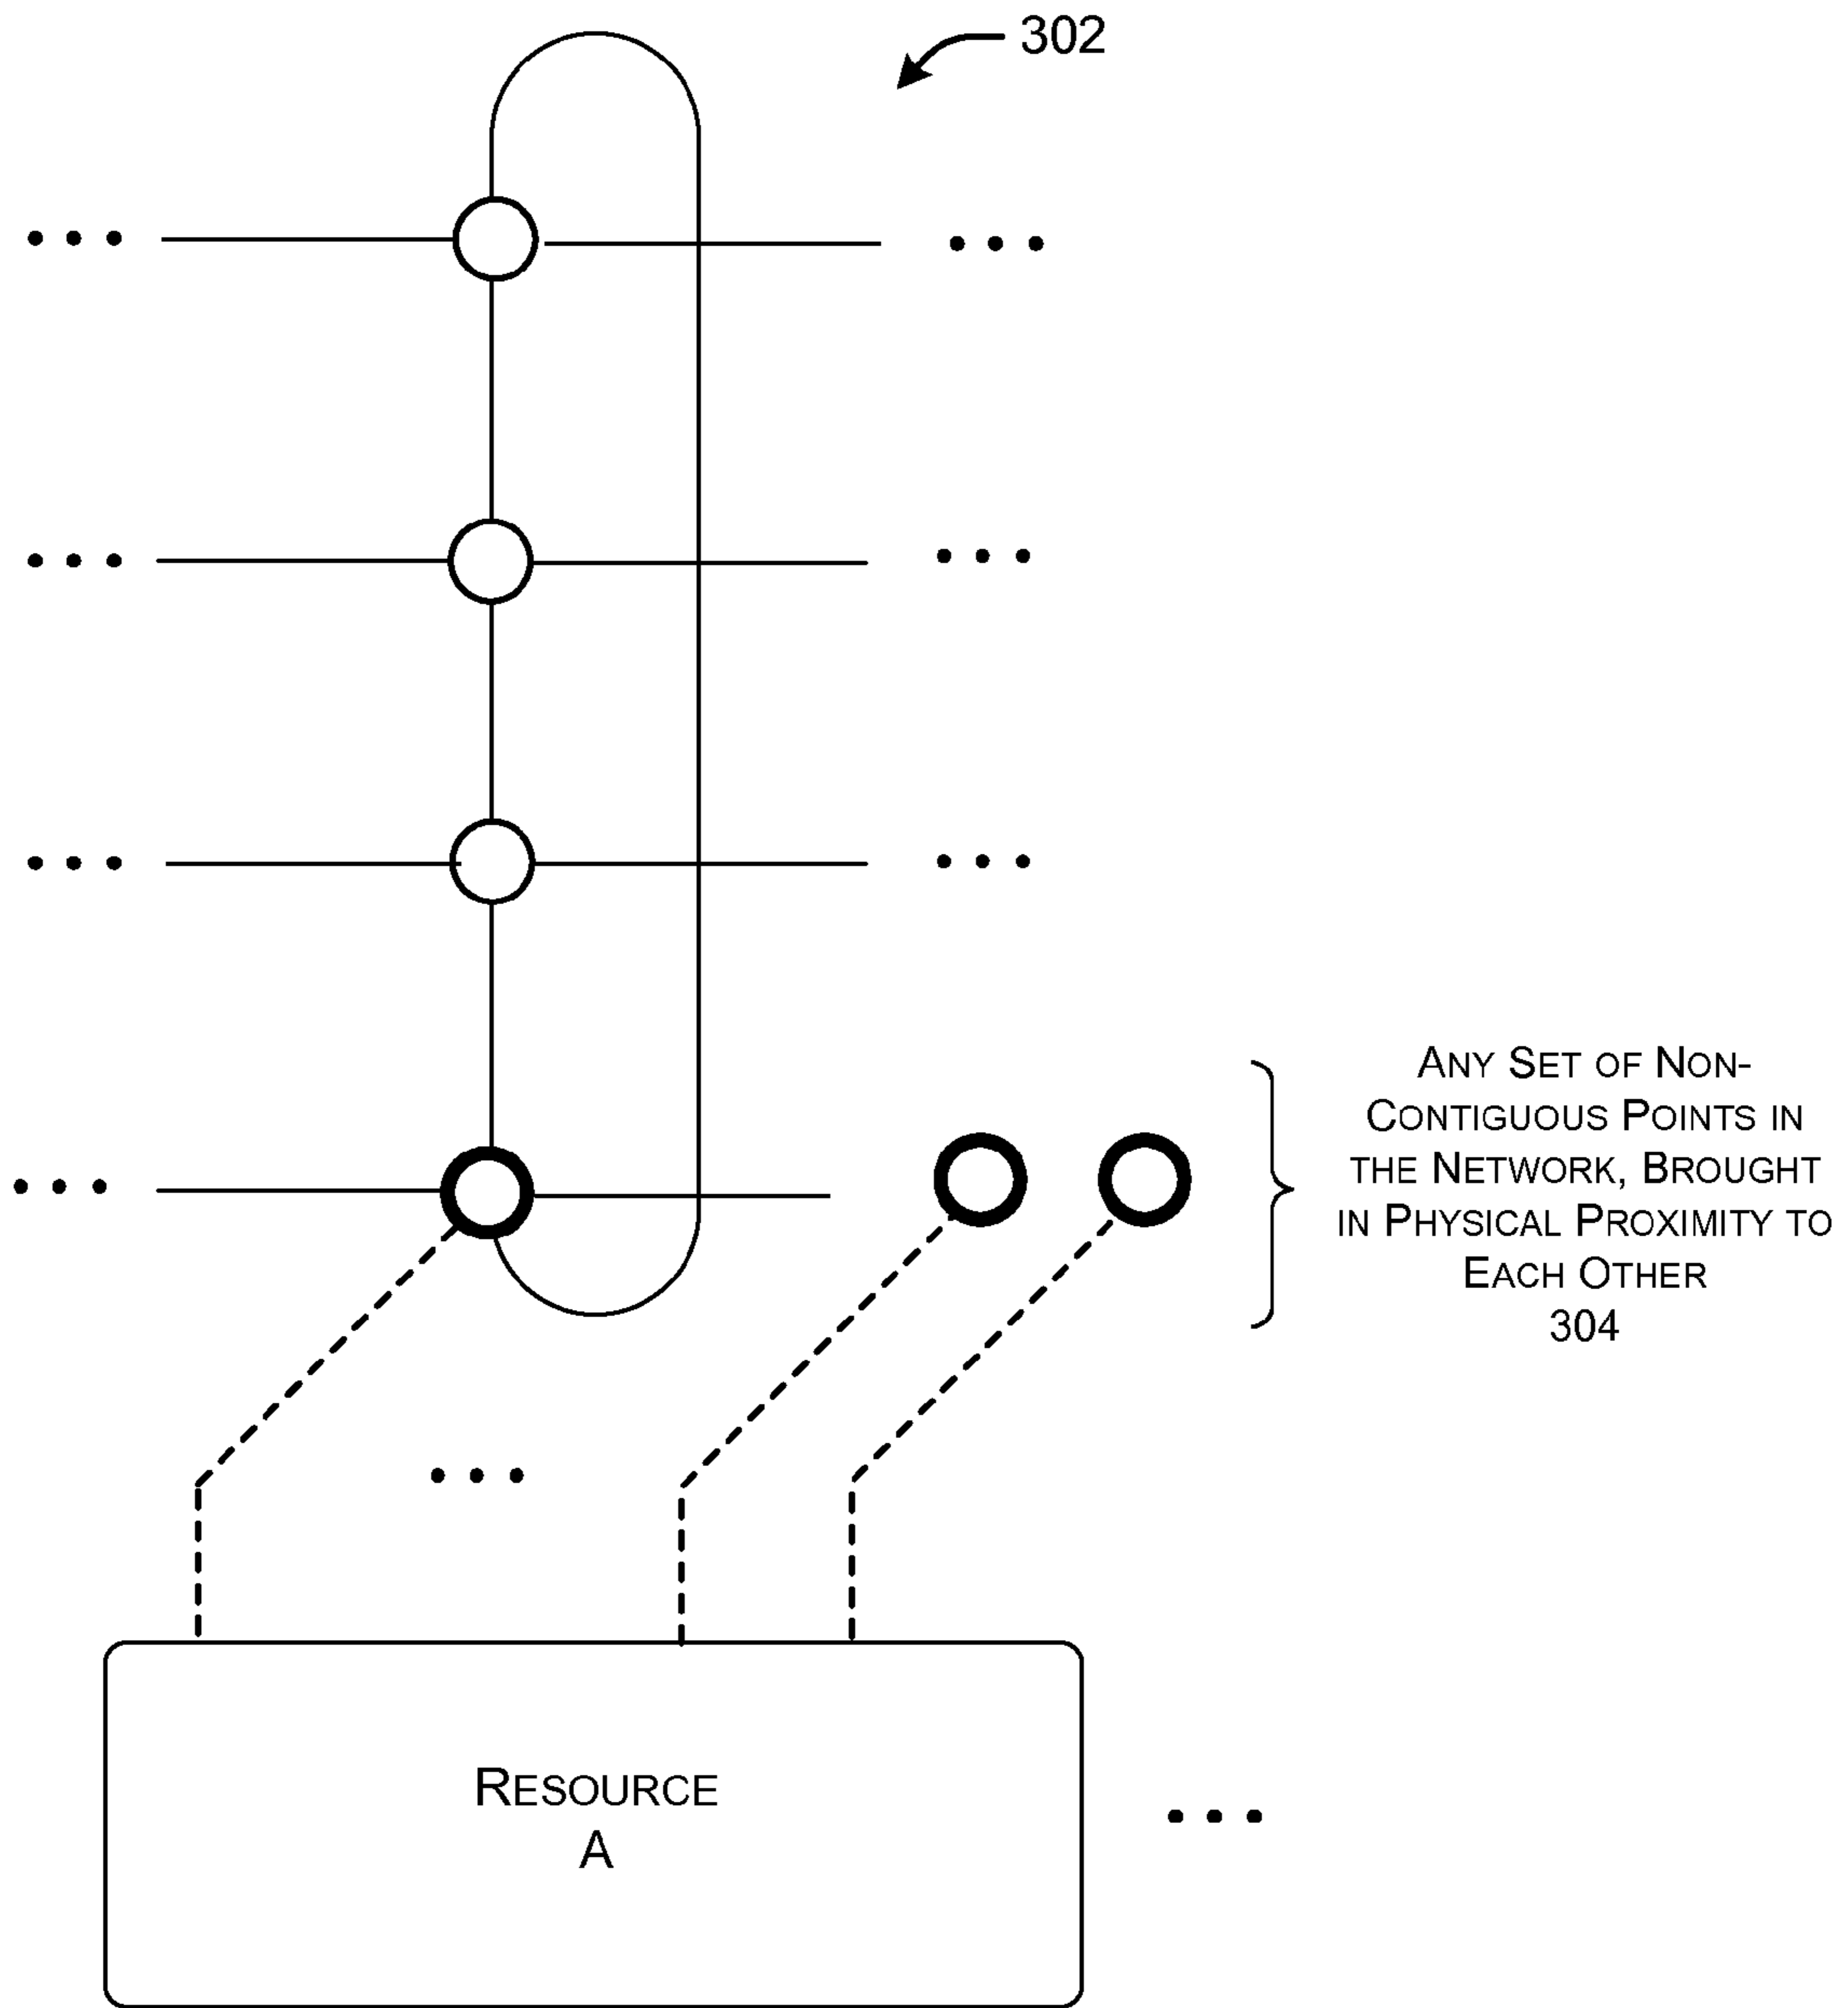 302
Any Set of Non-
Contiguous Points in
the Network, Brought
in Physical Proximity to
Each Other
304
Resource
A